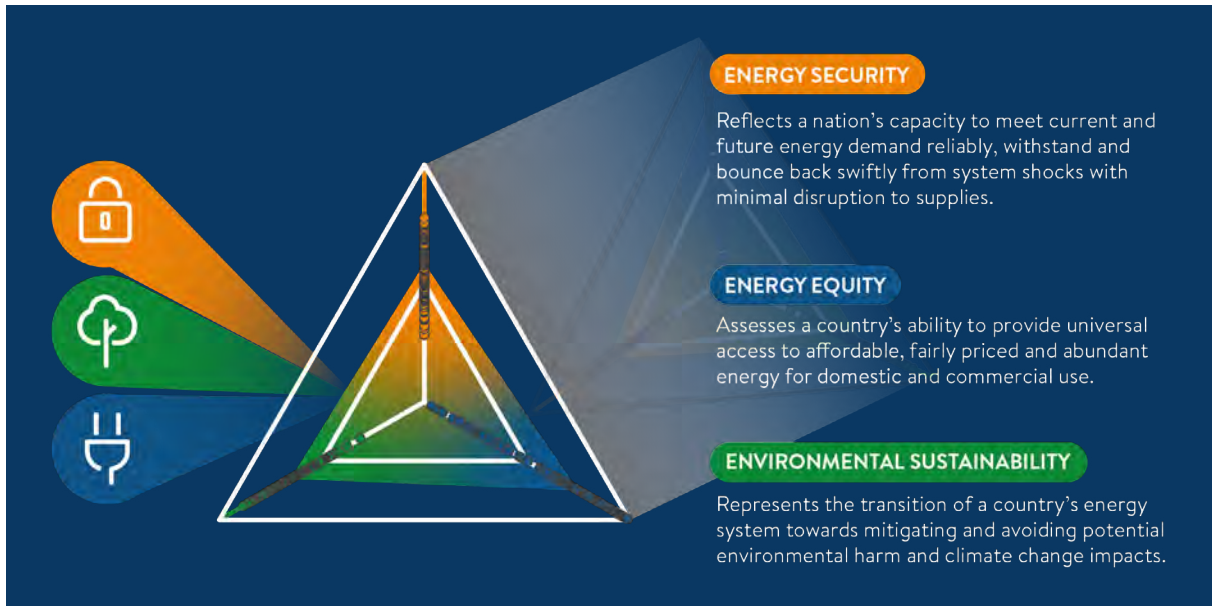 ENERGY SECURITY
Reflects a nation's capacity to meet current and
future energy demand reliably, withstand and
bounce back swiftly from system shocks with
minimal disruption to supplies.
ENERGY EQUITY
Assesses a country's ability to provide universal
access to affordable, fairly priced and abundant
energy for domestic and commercial use.
ENVIRONMENTAL SUSTAINABILITY
Represents the transition of a country's energy
system towards mitigating and avoiding potential
environmental harm and climate change impacts.